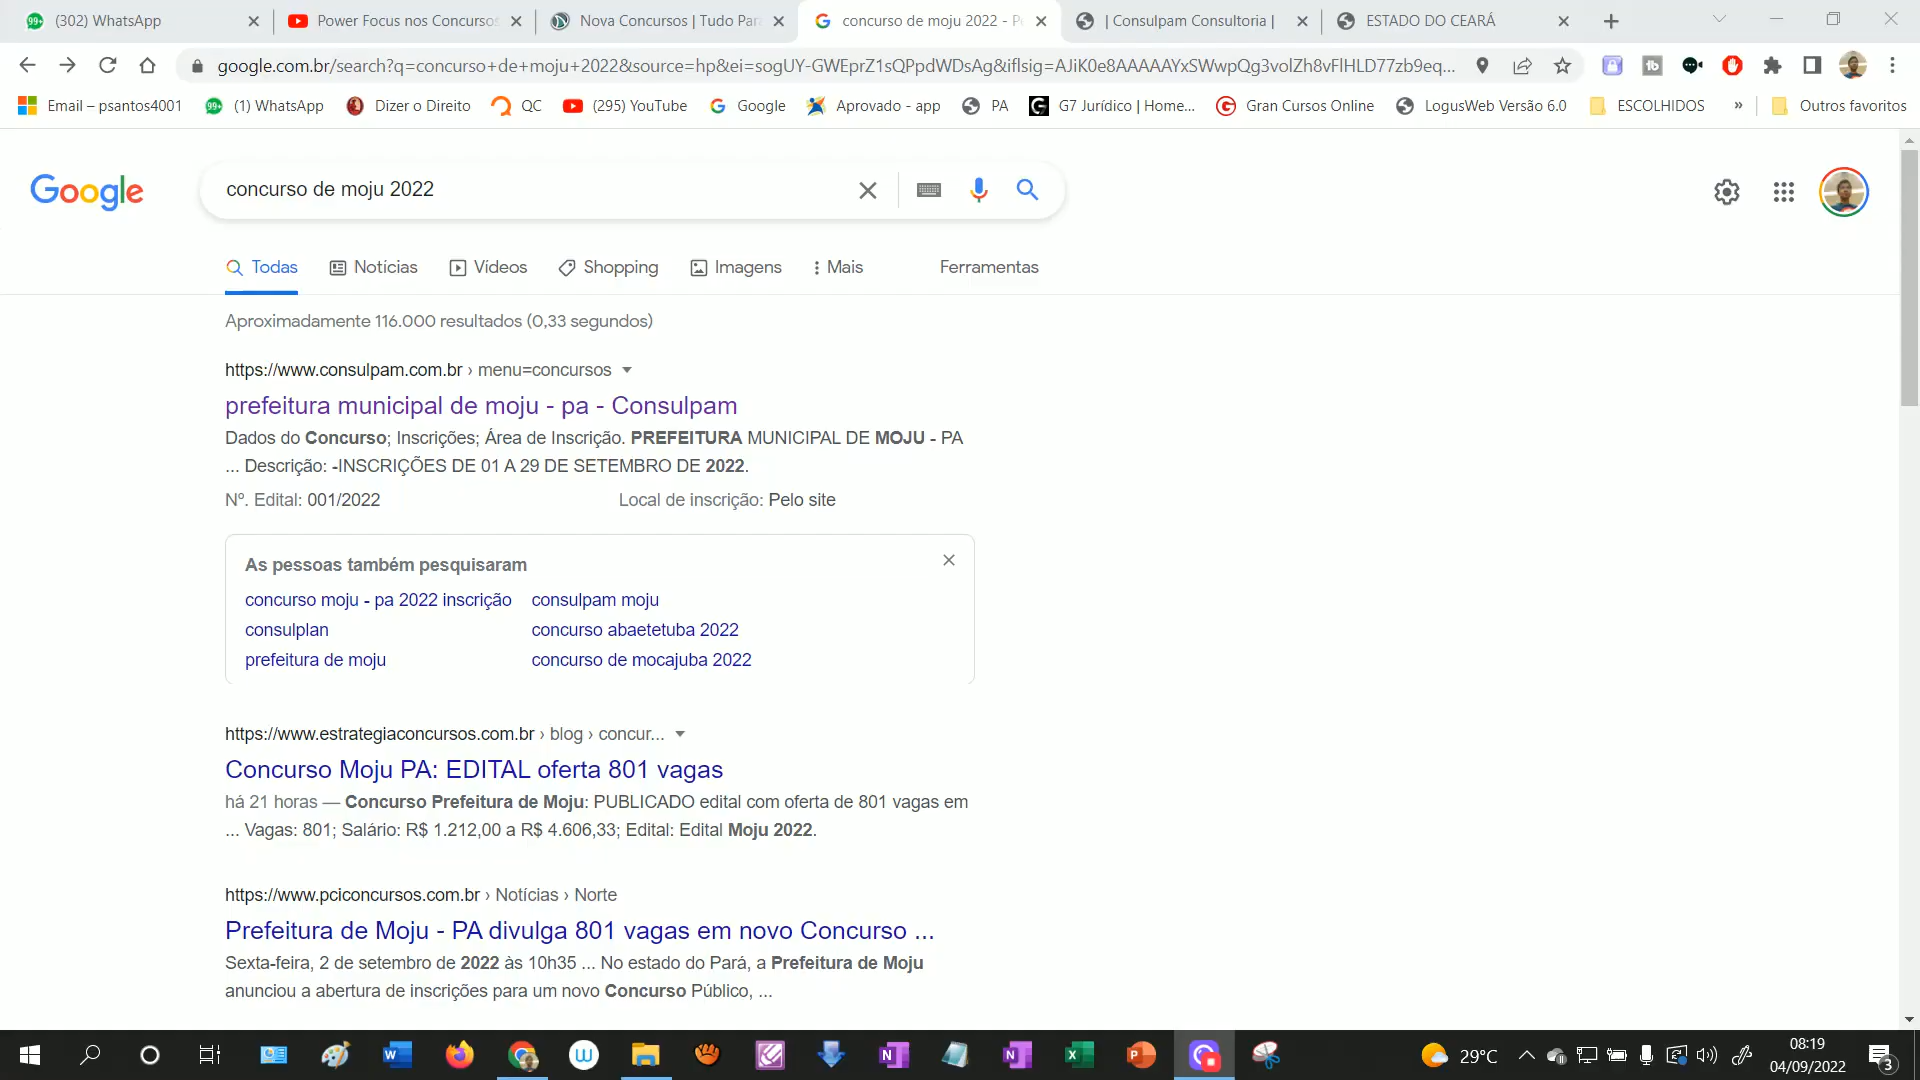 (302) WhatsApp
Power Focus nos Concursos
Nova Concursos | Tudo Par
concurso de moju 2022 - P
| Consulpam Consultoria |
ESTADO DO CEARÁ
google.com.br/search?q=concurso+de+moju+2022&source=hp&ei=sogUY-GWEprZ1sQPpdWDsAg&iflsig=AJiK0e8AAAAAYxSWwpQg3volZh8vFlHLD77zb9eq...
Email – psantos4001
(1) WhatsApp
Dizer o Direito
QC
(295) YouTube
Google
Aprovado - app
PA
G7 Jurídico | Home...
Gran Cursos Online
LogusWeb Versão 6.0
ESCOLHIDOS
»
Outros favoritos
Google
concurso de moju 2022
Todas
Notícias
Vídeos
Shopping
Imagens
Mais
Ferramentas
Aproximadamente 116.000 resultados (0,33 segundos)
https://www.consulpam.com.br › menu=concursos
prefeitura municipal de moju - pa - Consulpam
Dados do Concurso; Inscrições; Área de Inscrição. PREFEITURA MUNICIPAL DE MOJU - PA
... Descrição: -INSCRIÇÕES DE 01 A 29 DE SETEMBRO DE 2022.
Nº. Edital: 001/2022
Local de inscrição: Pelo site
As pessoas também pesquisaram
concurso moju - pa 2022 inscrição
consulpam moju
consulplan
concurso abaetetuba 2022
prefeitura de moju
concurso de mocajuba 2022
https://www.estrategiaconcursos.com.br › blog › concur...
Concurso Moju PA: EDITAL oferta 801 vagas
há 21 horas — Concurso Prefeitura de Moju: PUBLICADO edital com oferta de 801 vagas em
... Vagas: 801; Salário: R$ 1.212,00 a R$ 4.606,33; Edital: Edital Moju 2022.
https://www.pciconcursos.com.br › Notícias › Norte
Prefeitura de Moju - PA divulga 801 vagas em novo Concurso ...
Sexta-feira, 2 de setembro de 2022 às 10h35 ... No estado do Pará, a Prefeitura de Moju
anunciou a abertura de inscrições para um novo Concurso Público, ...
29°C
08:19
04/09/2022
3